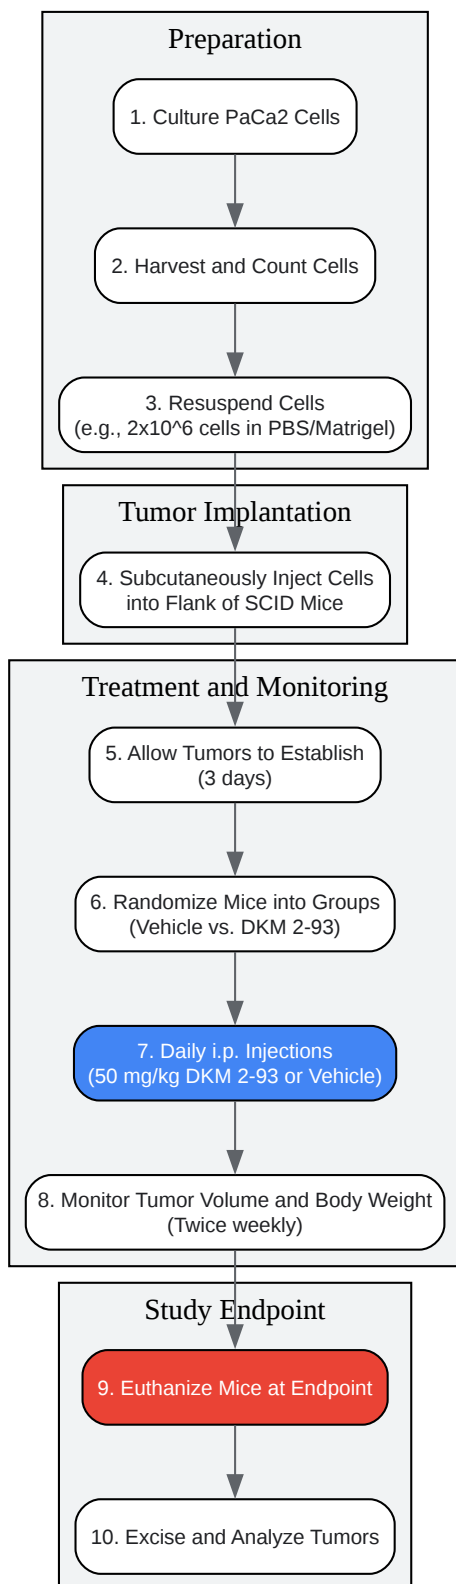 Preparation
1. Culture PaCa2 Cells
2. Harvest and Count Cells
3. Resuspend Cells
(e.g., 2x10^6 cells in PBS/Matrigel)
Tumor Implantation
4. Subcutaneously Inject Cells
into Flank of SCID Mice
Treatment and Monitoring
5. Allow Tumors to Establish
(3 days)
6. Randomize Mice into Groups
(Vehicle vs. DKM 2-93)
7. Daily i.p. Injections
(50 mg/kg DKM 2-93 or Vehicle)
8. Monitor Tumor Volume and Body Weight
(Twice weekly)
Study Endpoint
9. Euthanize Mice at Endpoint
10. Excise and Analyze Tumors